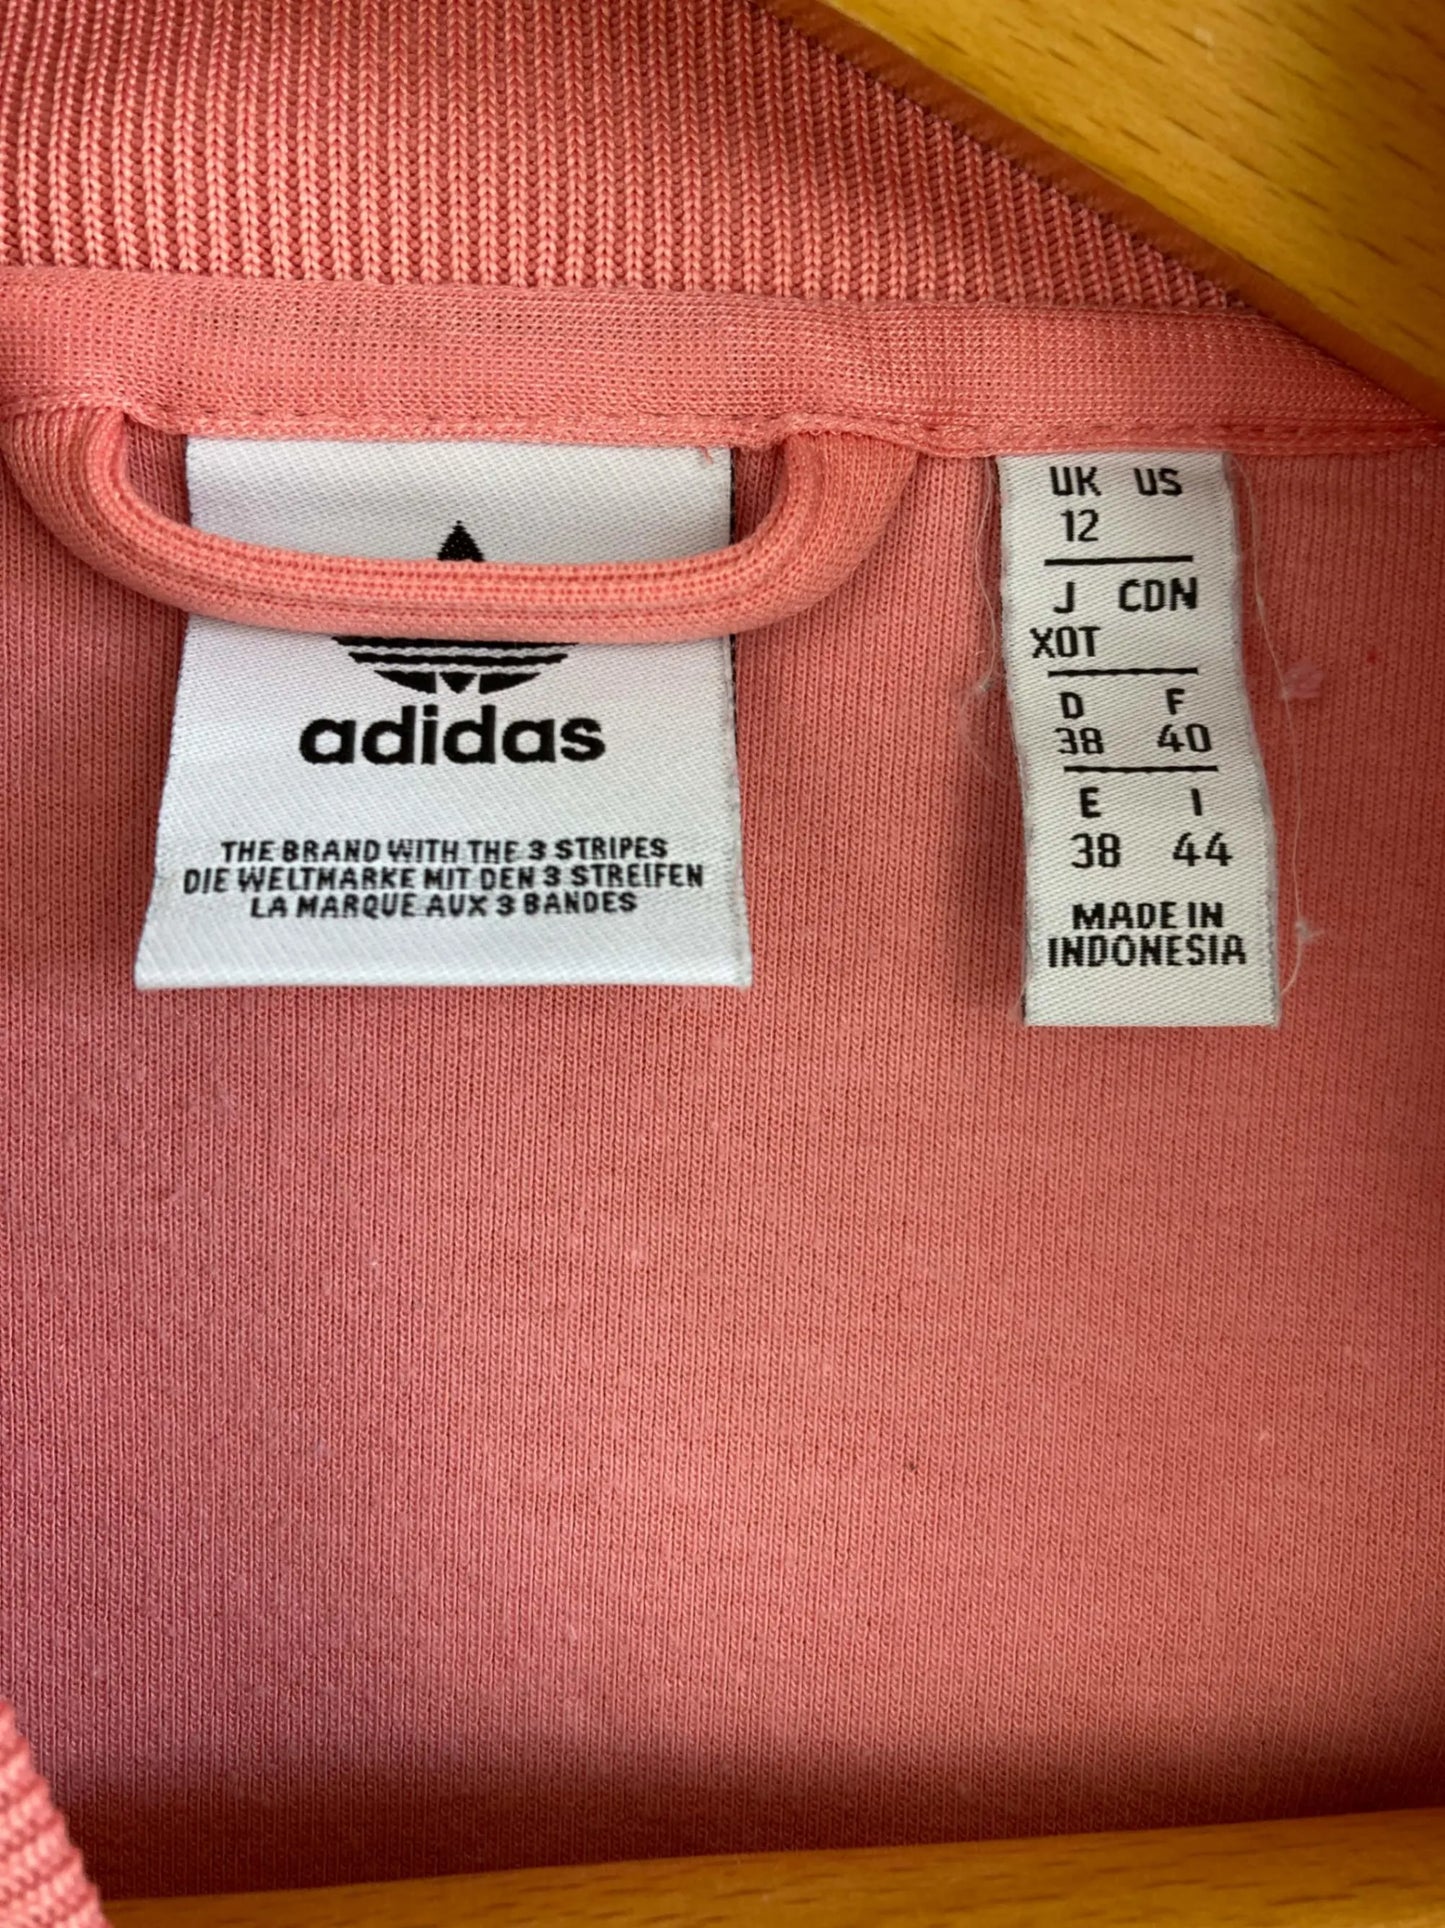 adidas
THE BRAND WITH THE 3 STRIPES
DIE WELTMARKE MIT DEN 3 STREIFEN
LA MARQUE AUX 3 BANDES
UK US
12
J CDN
XOT
D F
38 40
E I
38 44
MADE IN
INDONESIA